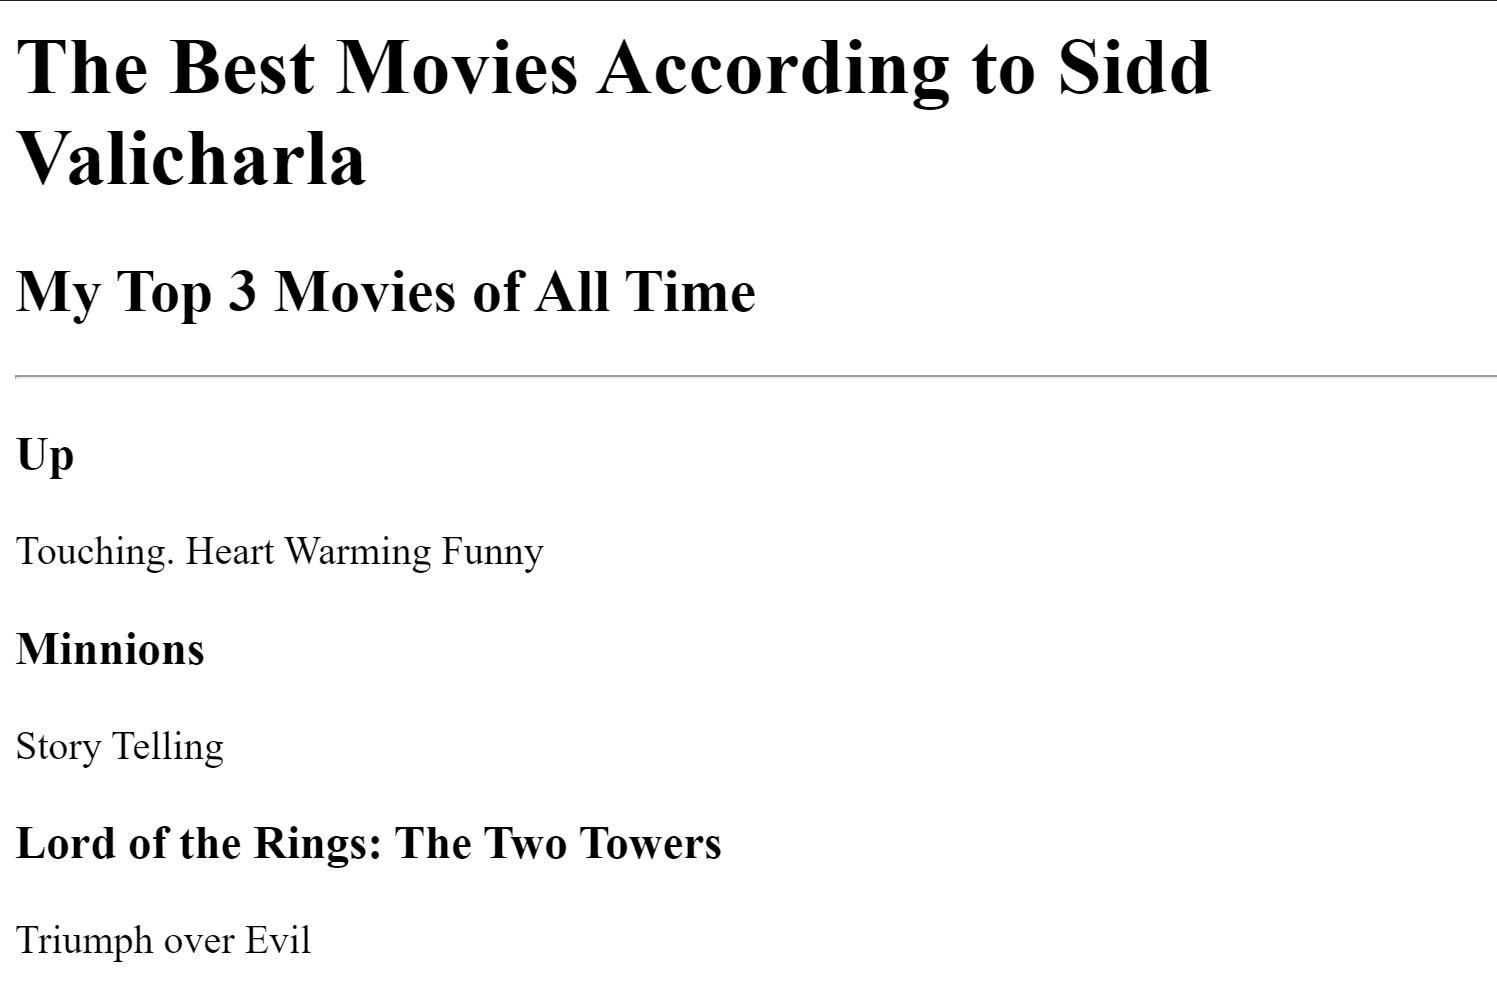 The Best Movies According to Sidd
Valicharla
My Top 3 Movies of All Time
Up
Touching. Heart Warming Funny
Minnions
Story Telling
Lord of the Rings: The Two Towers
Triumph over Evil